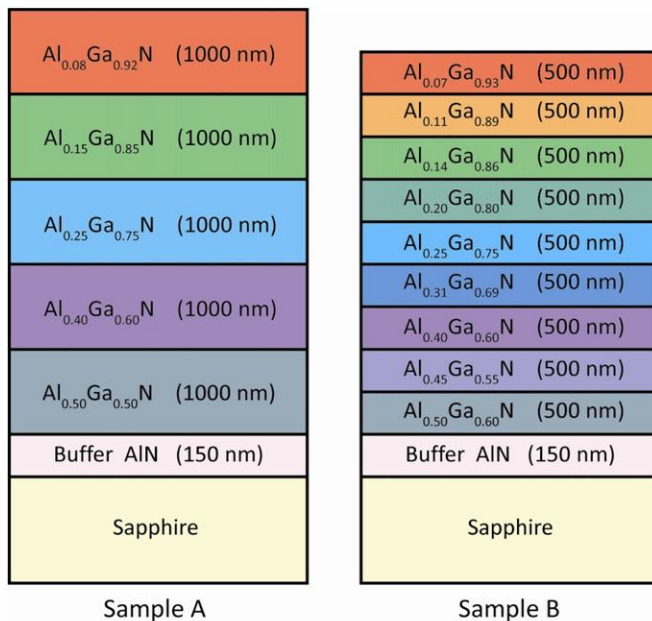 Al0.08Ga0.92N (1000 nm)
Al0.15Ga0.85N (1000 nm)
Al0.25Ga0.75N (1000 nm)
Al0.40Ga0.60N (1000 nm)
Al0.50Ga0.50N (1000 nm)
Buffer AlN (150 nm)
Sapphire
Sample A
Al0.07Ga0.93N (500 nm)
Al0.11Ga0.89N (500 nm)
Al0.14Ga0.86N (500 nm)
Al0.20Ga0.80N (500 nm)
Al0.25Ga0.75N (500 nm)
Al0.31Ga0.69N (500 nm)
Al0.40Ga0.60N (500 nm)
Al0.45Ga0.55N (500 nm)
Al0.50Ga0.60N (500 nm)
Buffer AlN (150 nm)
Sapphire
Sample B